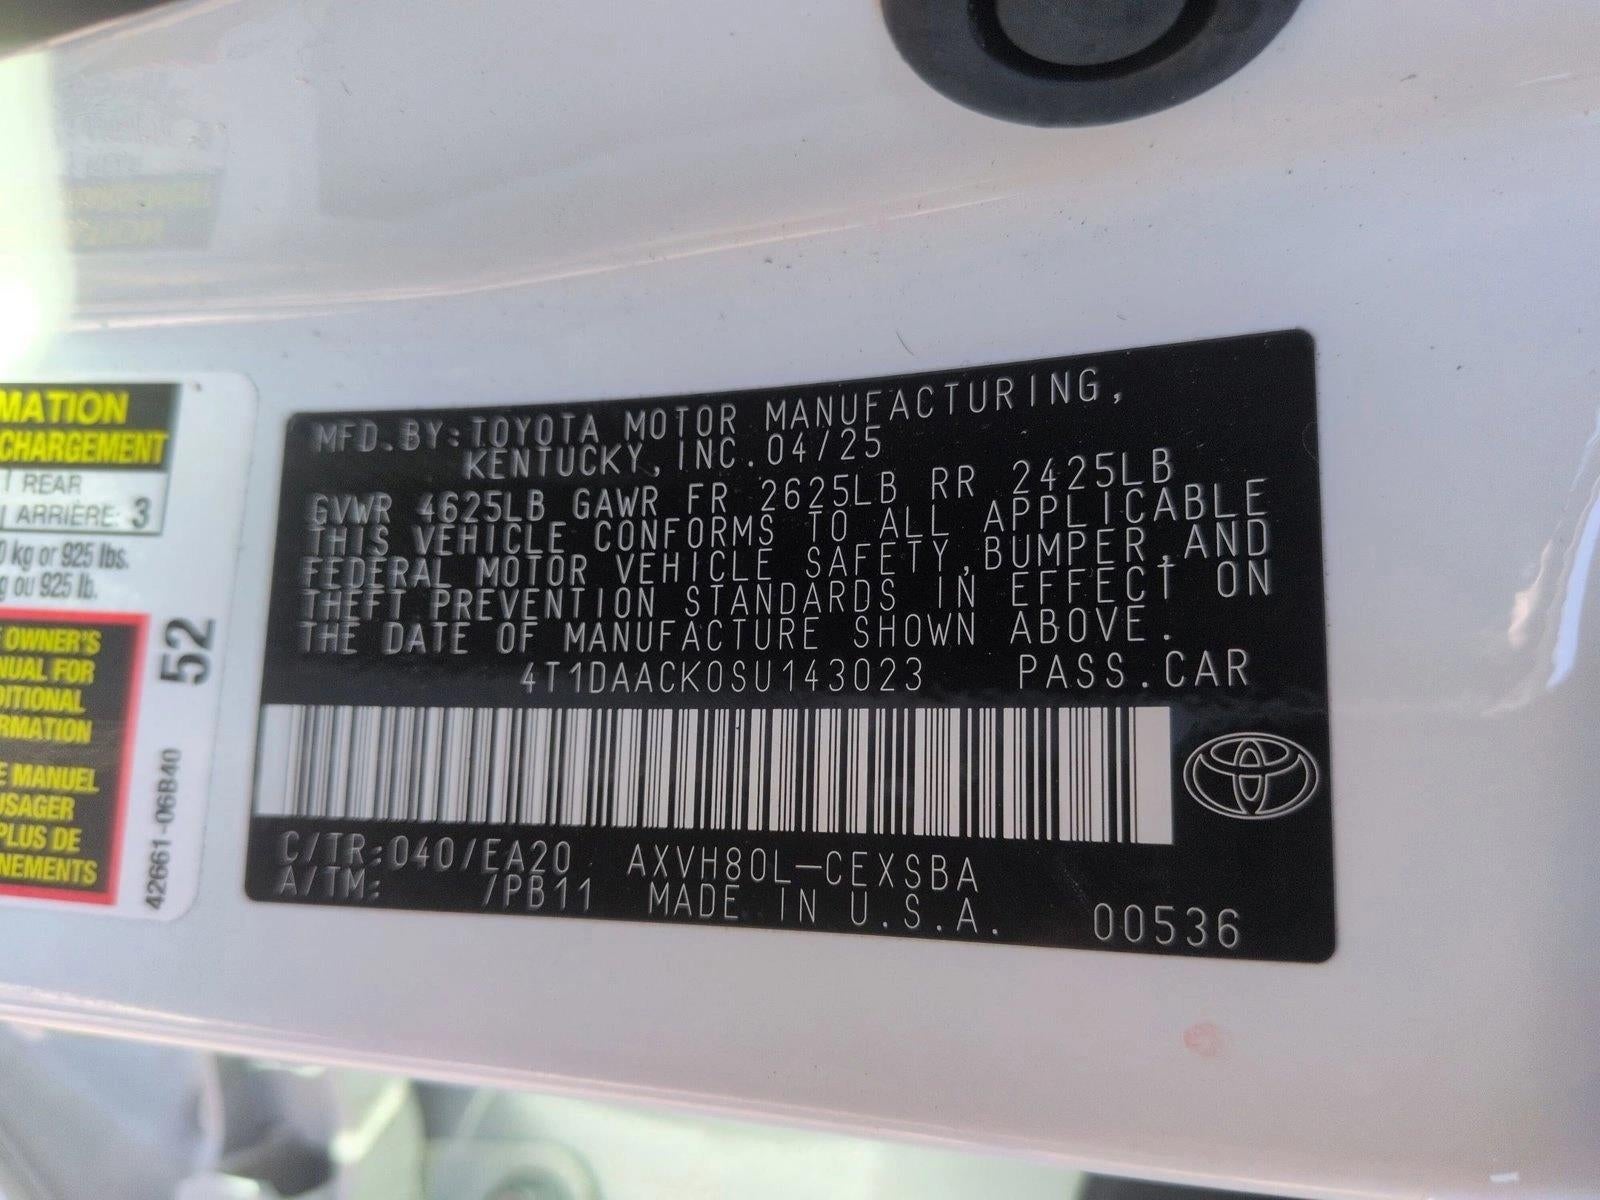 MATION
CHARGEMENT
REAR
ARRIÈRE: 3
0 kg or 925 lbs.
g ou 925 lb.
OWNER'S
NUAL FOR
DITIONAL
RMATION
E MANUEL
USAGER
PLUS DE
NEMENTS
52
42661-06B40
MFD.BY:TOYOTA MOTOR MANUFACTURING,
KENTUCKY,INC.04/25
GVWR 4625LB GAWR FR 2625LB RR 2425LB
THIS VEHICLE CONFORMS TO ALL APPLICABLE
FEDERAL MOTOR VEHICLE SAFETY,BUMPER,AND
THEFT PREVENTION STANDARDS IN EFFECT ON
THE DATE OF MANUFACTURE SHOWN ABOVE.
4T1DAACK0SU143023 PASS.CAR
C/TR:040/EA20 AXVH80L-CEXSBA
A/TM: /PB11 MADE IN U.S.A. 00536